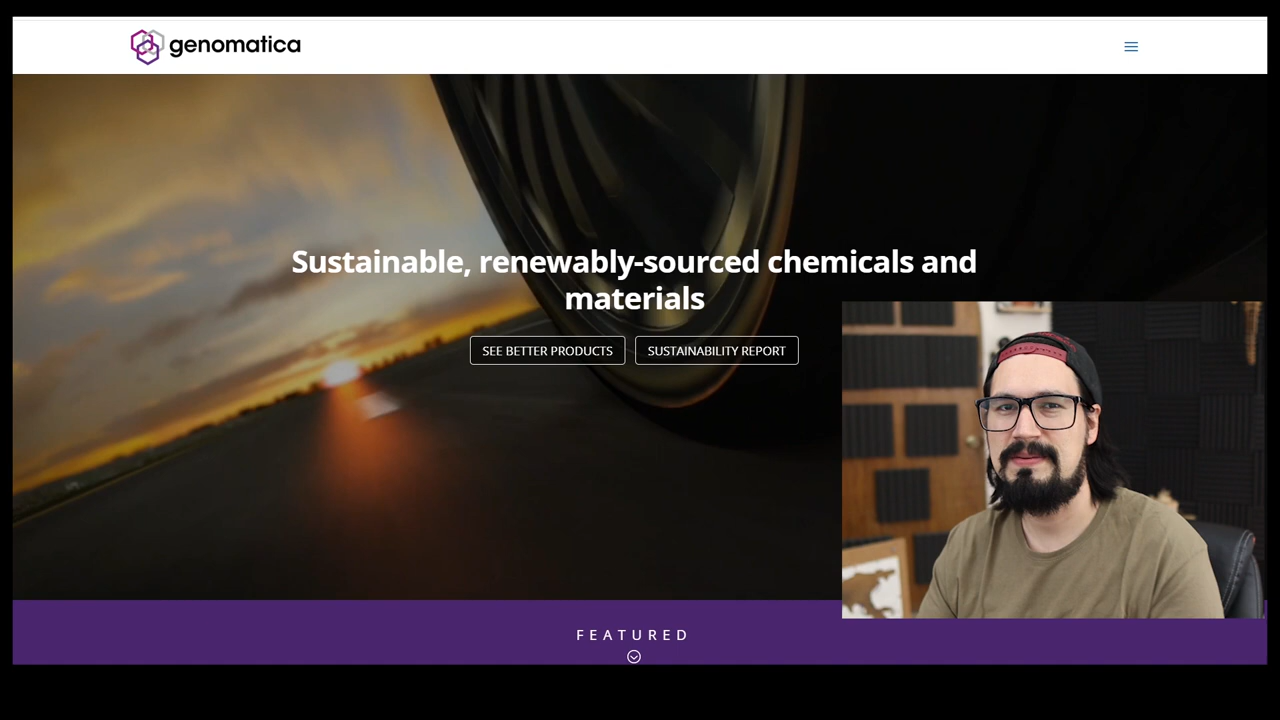 genomatica
Sustainable, renewably-sourced chemicals and
materials
SEE BETTER PRODUCTS
SUSTAINABILITY REPORT
FEATURED